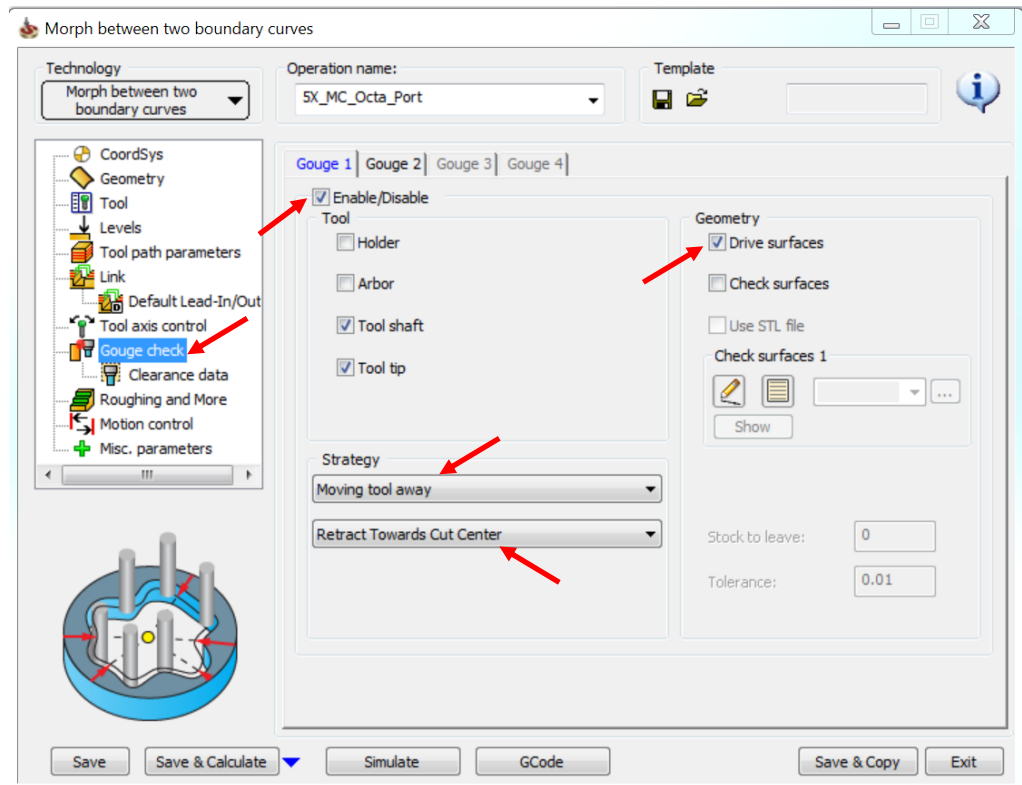 Morph between two boundary curves
Technology
Morph between two
boundary curves
Operation name:
5X_MC_Octa_Port
Template
CoordSys
Geometry
Tool
Levels
Tool path parameters
Link
Default Lead-In/Out
Tool axis control
Gouge check
Clearance data
Roughing and More
Motion control
Misc. parameters
Gouge 1 Gouge 2 Gouge 3 Gouge 4
Enable/Disable
Tool
Holder
Arbor
Tool shaft
Tool tip
Strategy
Moving tool away
Retract Towards Cut Center
Geometry
Drive surfaces
Check surfaces
Use STL file
Check surfaces 1
...
Show
Stock to leave: 0
Tolerance: 0.01
Save Save & Calculate Simulate GCode Save & Copy Exit